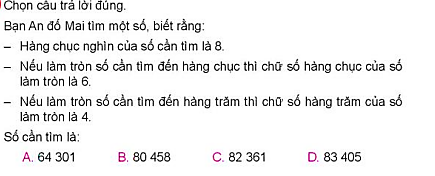 Chọn câu trả lời đúng.
Bạn An đố Mai tìm một số, biết rằng:
– Hàng chục nghìn của số cần tìm là 8.
– Nếu làm tròn số cần tìm đến hàng chục thì chữ số hàng chục của số
làm tròn là 6.
– Nếu làm tròn số cần tìm đến hàng trăm thì chữ số hàng trăm của số
làm tròn là 4.
Số cần tìm là:
A. 64 301 B. 80 458 C. 82 361 D. 83 405